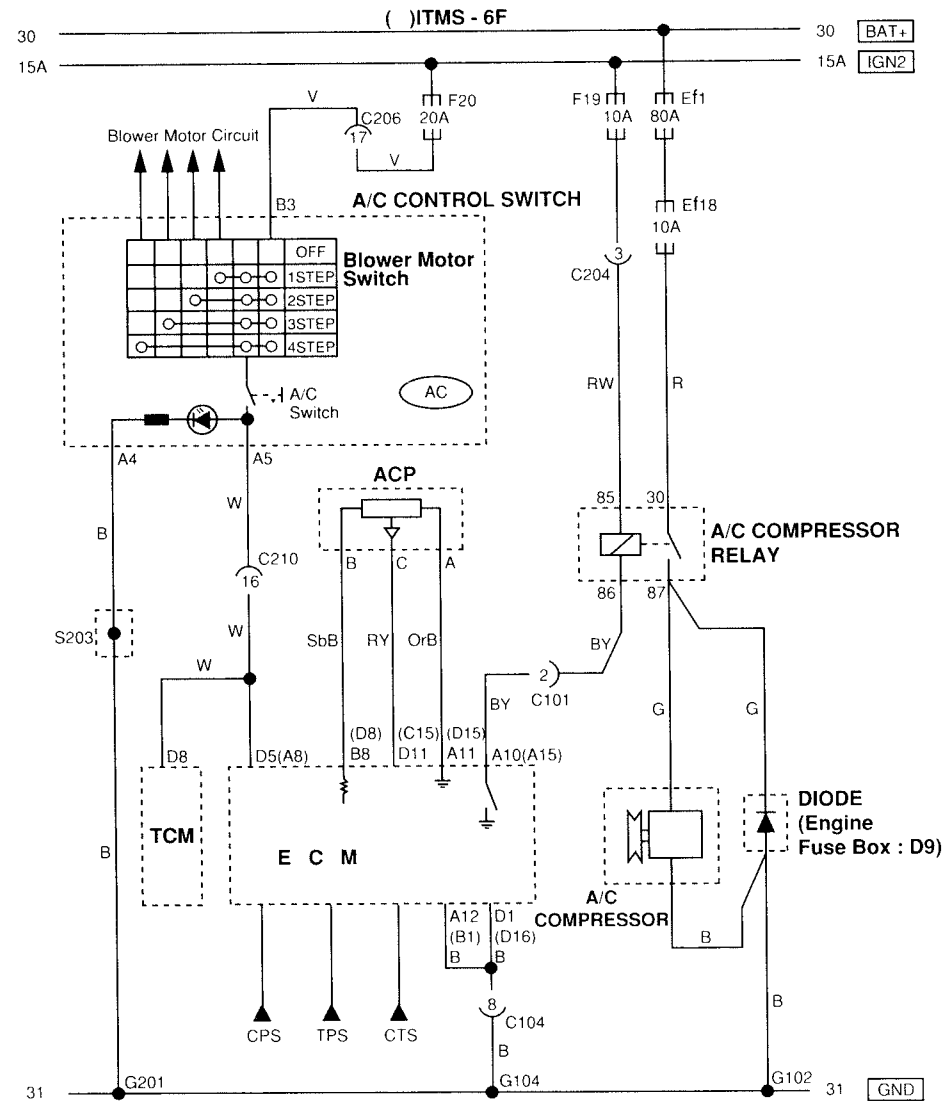 ( )ITMS - 6F
30
30
BAT+
15A
15A
IGN2
V
C206
17
V
F20
20A
F19
10A
Ef1
80A
Blower Motor Circuit
B3
A/C CONTROL SWITCH
Ef18
10A
3
C204
OFF
1STEP
2STEP
3STEP
4STEP
Blower Motor
Switch
A/C
Switch
AC
RW
R
A4
A5
W
B
ACP
B
C
A
85
30
A/C COMPRESSOR
RELAY
86
87
C210
16
S203
W
W
SbB
RY
OrB
BY
2
C101
BY
G
G
D8
D5(A8)
(D8)
B8
(C15)
D11
(D15)
A11
A10(A15)
TCM
E C M
B
DIODE
(Engine
Fuse Box : D9)
A/C
COMPRESSOR
B
A12
(B1)
B
D1
(D16)
B
8
C104
B
B
CPS
TPS
CTS
31
G201
G104
G102
31
GND